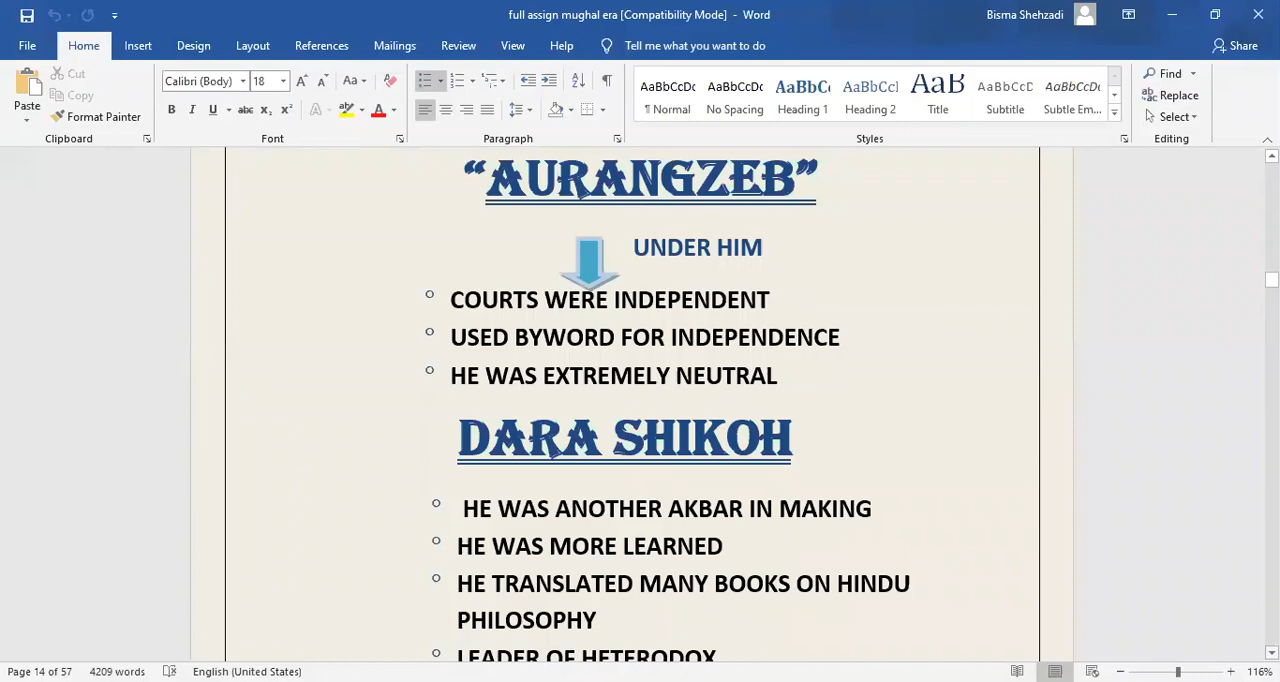 full assign mughal era [Compatibility Mode] - Word
Bisma Shehzadi
File Home Insert Design Layout References Mailings Review View Help Tell me what you want to do Share
Paste
Cut
Copy
Format Painter
Clipboard
Calibri (Body) 18
Font
Paragraph
AaBbCcDc AaBbCcDc AaBbC AaBbCc AaB AaBbCcD AaBbCcDc
¶ Normal No Spacing Heading 1 Heading 2 Title Subtitle Subtle Em...
Styles
Find
Replace
Select
Editing
“AURANGZEB”
UNDER HIM
COURTS WERE INDEPENDENT
USED BYWORD FOR INDEPENDENCE
HE WAS EXTREMELY NEUTRAL
DARA SHIKOH
HE WAS ANOTHER AKBAR IN MAKING
HE WAS MORE LEARNED
HE TRANSLATED MANY BOOKS ON HINDU
PHILOSOPHY
LEADER OF HETERODOX
Page 14 of 57 4209 words English (United States) 116%